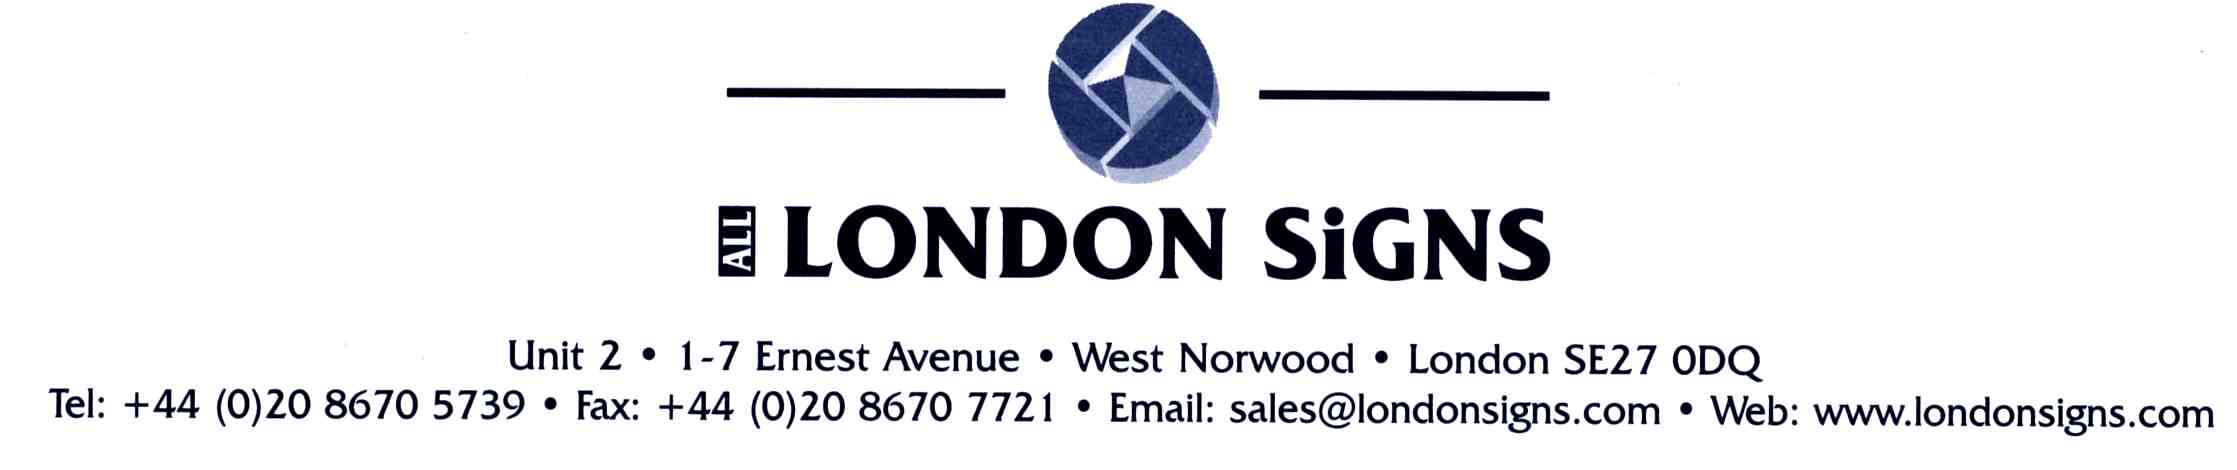 ALL LONDON SiGNS
Unit 2 • 1-7 Ernest Avenue • West Norwood • London SE27 0DQ
Tel: +44 (0)20 8670 5739 • Fax: +44 (0)20 8670 7721 • Email: sales@londonsigns.com • Web: www.londonsigns.com